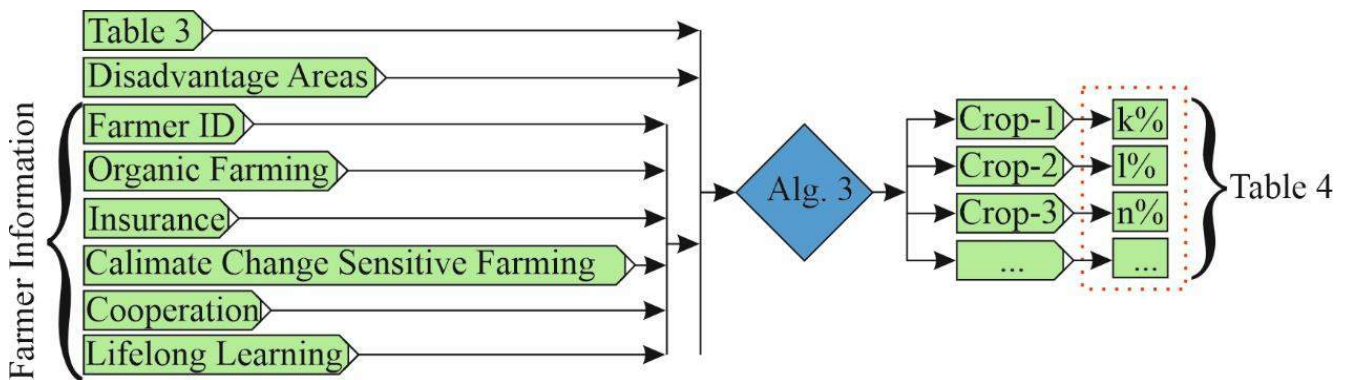 Table 3
Disadvantage Areas
Farmer Information
Farmer ID
Organic Farming
Insurance
Calimate Change Sensitive Farming
Cooperation
Lifelong Learning
Alg. 3
Crop-1
k%
Crop-2
l%
Crop-3
n%
...
...
Table 4